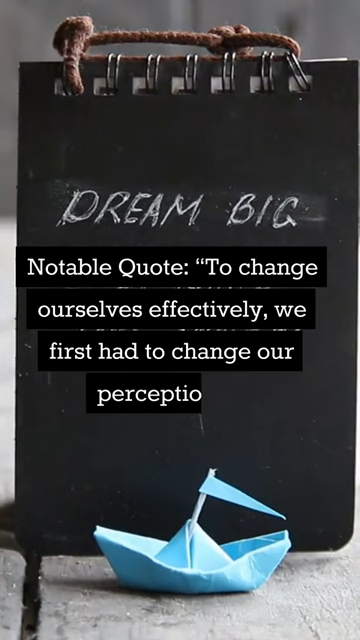 DREAM BIG
Notable Quote: “To change
ourselves effectively, we
first had to change our
perceptio